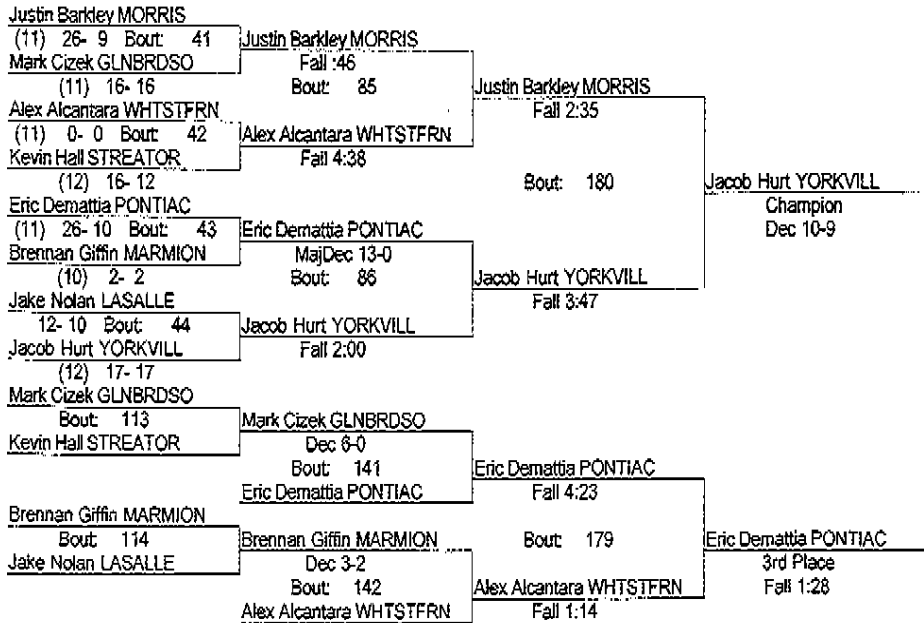 Justin Barkley MORRIS
(11) 26- 9 Bout: 41
Mark Cizek GLNBRDSO
(11) 16- 16
Alex Alcantara WHTSTFRN
(11) 0- 0 Bout: 42
Kevin Hall STREATOR
(12) 16- 12
Eric Demattia PONTIAC
(11) 26- 10 Bout: 43
Brennan Giffin MARMION
(10) 2- 2
Jake Nolan LASALLE
12- 10 Bout: 44
Jacob Hurt YORKVILL
(12) 17- 17
Justin Barkley MORRIS
Fall :46
Bout: 85
Alex Alcantara WHTSTFRN
Fall 4:38
Eric Demattia PONTIAC
MajDec 13-0
Bout: 86
Jacob Hurt YORKVILL
Fall 2:00
Justin Barkley MORRIS
Fall 2:35
Bout: 180
Jacob Hurt YORKVILL
Fall 3:47
Jacob Hurt YORKVILL
Champion
Dec 10-9
Mark Cizek GLNBRDSO
Bout: 113
Kevin Hall STREATOR
Brennan Giffin MARMION
Bout: 114
Jake Nolan LASALLE
Mark Cizek GLNBRDSO
Dec 6-0
Bout: 141
Eric Demattia PONTIAC
Brennan Giffin MARMION
Dec 3-2
Bout: 142
Alex Alcantara WHTSTFRN
Eric Demattia PONTIAC
Fall 4:23
Bout: 179
Alex Alcantara WHTSTFRN
Fall 1:14
Eric Demattia PONTIAC
3rd Place
Fall 1:28